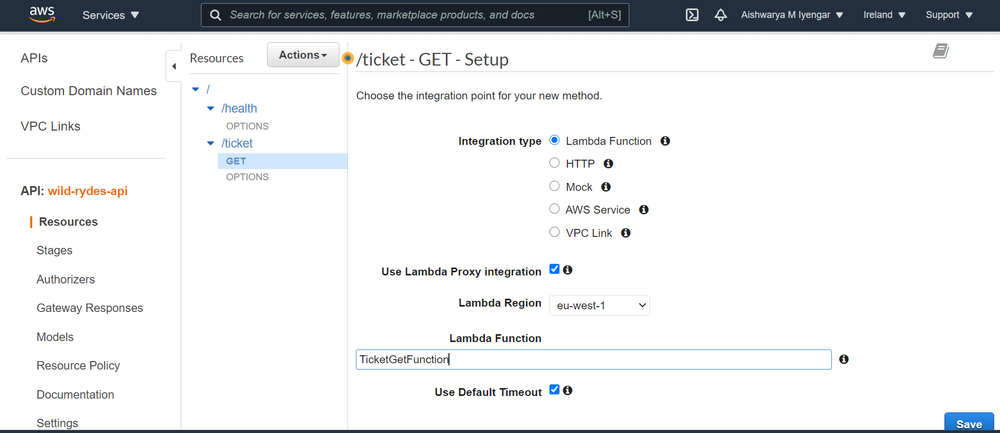 aws
Services
Search for services, features, marketplace products, and docs [Alt+S]
Aishwarya M Iyengar
Ireland
Support
APIs
Custom Domain Names
VPC Links
API: wild-rydes-api
Resources
Stages
Authorizers
Gateway Responses
Models
Resource Policy
Documentation
Settings
Resources
Actions
/
/health
OPTIONS
/ticket
GET
OPTIONS
/ticket - GET - Setup
Choose the integration point for your new method.
Integration type
Lambda Function
HTTP
Mock
AWS Service
VPC Link
Use Lambda Proxy integration
Lambda Region eu-west-1
Lambda Function
TicketGetFunction
Use Default Timeout
Save